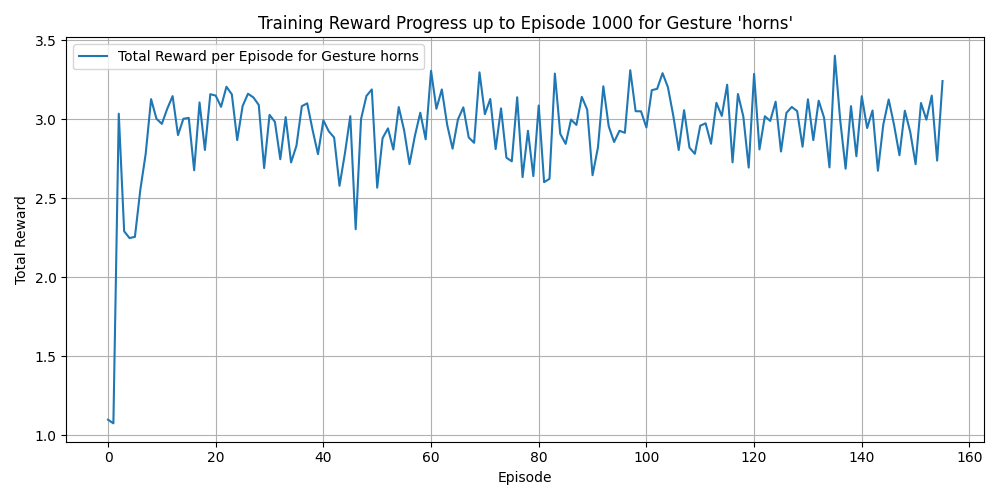 Training Reward Progress up to Episode 1000 for Gesture 'horns'
Total Reward per Episode for Gesture horns
Total Reward
3.5
3.0
2.5
2.0
1.5
1.0
0 20 40 60 80 100 120 140 160
Episode